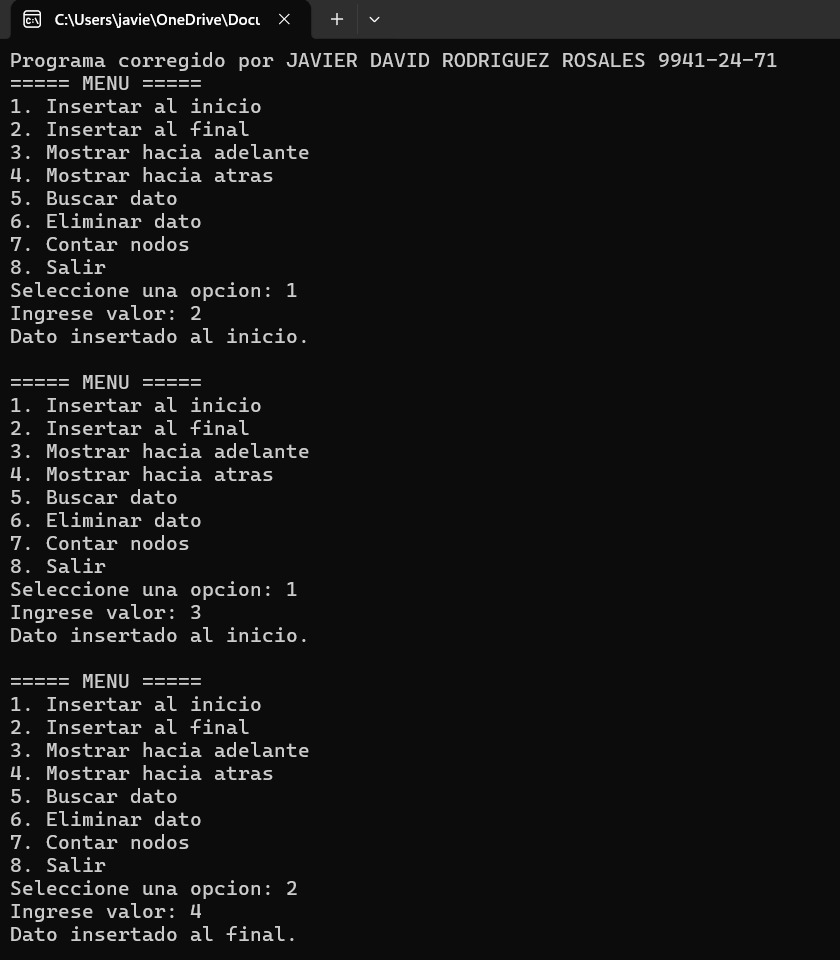 C:\Users\javie\OneDrive\Docu
Programa corregido por JAVIER DAVID RODRIGUEZ ROSALES 9941-24-71
===== MENU =====
1. Insertar al inicio
2. Insertar al final
3. Mostrar hacia adelante
4. Mostrar hacia atras
5. Buscar dato
6. Eliminar dato
7. Contar nodos
8. Salir
Seleccione una opcion: 1
Ingrese valor: 2
Dato insertado al inicio.

===== MENU =====
1. Insertar al inicio
2. Insertar al final
3. Mostrar hacia adelante
4. Mostrar hacia atras
5. Buscar dato
6. Eliminar dato
7. Contar nodos
8. Salir
Seleccione una opcion: 1
Ingrese valor: 3
Dato insertado al inicio.

===== MENU =====
1. Insertar al inicio
2. Insertar al final
3. Mostrar hacia adelante
4. Mostrar hacia atras
5. Buscar dato
6. Eliminar dato
7. Contar nodos
8. Salir
Seleccione una opcion: 2
Ingrese valor: 4
Dato insertado al final.